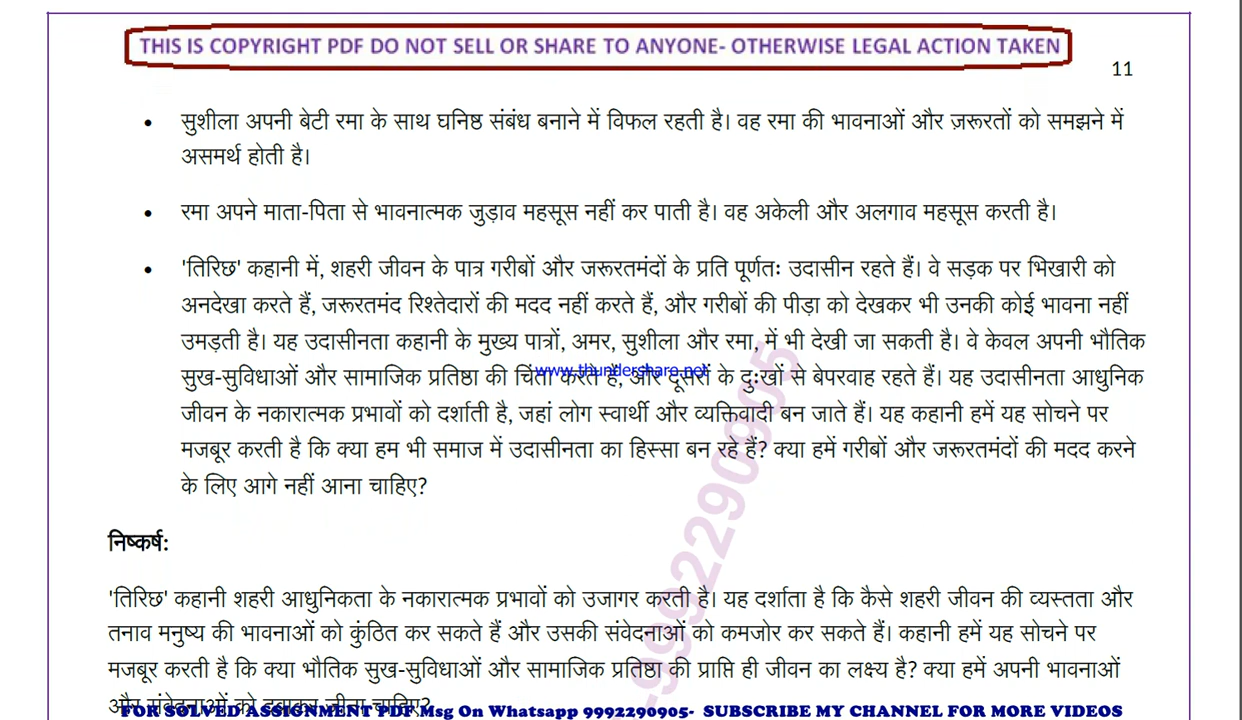 THIS IS COPYRIGHT PDF DO NOT SELL OR SHARE TO ANYONE- OTHERWISE LEGAL ACTION TAKEN
11
• सुशीला अपनी बेटी रमा के साथ घनिष्ठ संबंध बनाने में विफल रहती है। वह रमा की भावनाओं और ज़रूरतों को समझने में
असमर्थ होती है।
• रमा अपने माता-पिता से भावनात्मक जुड़ाव महसूस नहीं कर पाती है। वह अकेली और अलगाव महसूस करती है।
• 'तिरिछ' कहानी में, शहरी जीवन के पात्र गरीबों और जरूरतमंदों के प्रति पूर्णतः उदासीन रहते हैं। वे सड़क पर भिखारी को
अनदेखा करते हैं, जरूरतमंद रिश्तेदारों की मदद नहीं करते हैं, और गरीबों की पीड़ा को देखकर भी उनकी कोई भावना नहीं
उमड़ती है। यह उदासीनता कहानी के मुख्य पात्रों, अमर, सुशीला और रमा, में भी देखी जा सकती है। वे केवल अपनी भौतिक
www.thundershare.net
सुख-सुविधाओं और सामाजिक प्रतिष्ठा की चिंता करते हैं, और दूसरों के दुःखों से बेपरवाह रहते हैं। यह उदासीनता आधुनिक
जीवन के नकारात्मक प्रभावों को दर्शाती है, जहां लोग स्वार्थी और व्यक्तिवादी बन जाते हैं। यह कहानी हमें यह सोचने पर
मजबूर करती है कि क्या हम भी समाज में उदासीनता का हिस्सा बन रहे हैं? क्या हमें गरीबों और जरूरतमंदों की मदद करने
के लिए आगे नहीं आना चाहिए?
-9992290905
निष्कर्ष:
'तिरिछ' कहानी शहरी आधुनिकता के नकारात्मक प्रभावों को उजागर करती है। यह दर्शाता है कि कैसे शहरी जीवन की व्यस्तता और
तनाव मनुष्य की भावनाओं को कुंठित कर सकते हैं और उसकी संवेदनाओं को कमजोर कर सकते हैं। कहानी हमें यह सोचने पर
मजबूर करती है कि क्या भौतिक सुख-सुविधाओं और सामाजिक प्रतिष्ठा की प्राप्ति ही जीवन का लक्ष्य है? क्या हमें अपनी भावनाओं
और संवेदनाओं को दबाकर जीना चाहिए?
FOR SOLVED ASSIGNMENT PDF Msg On Whatsapp 9992290905- SUBSCRIBE MY CHANNEL FOR MORE VIDEOS